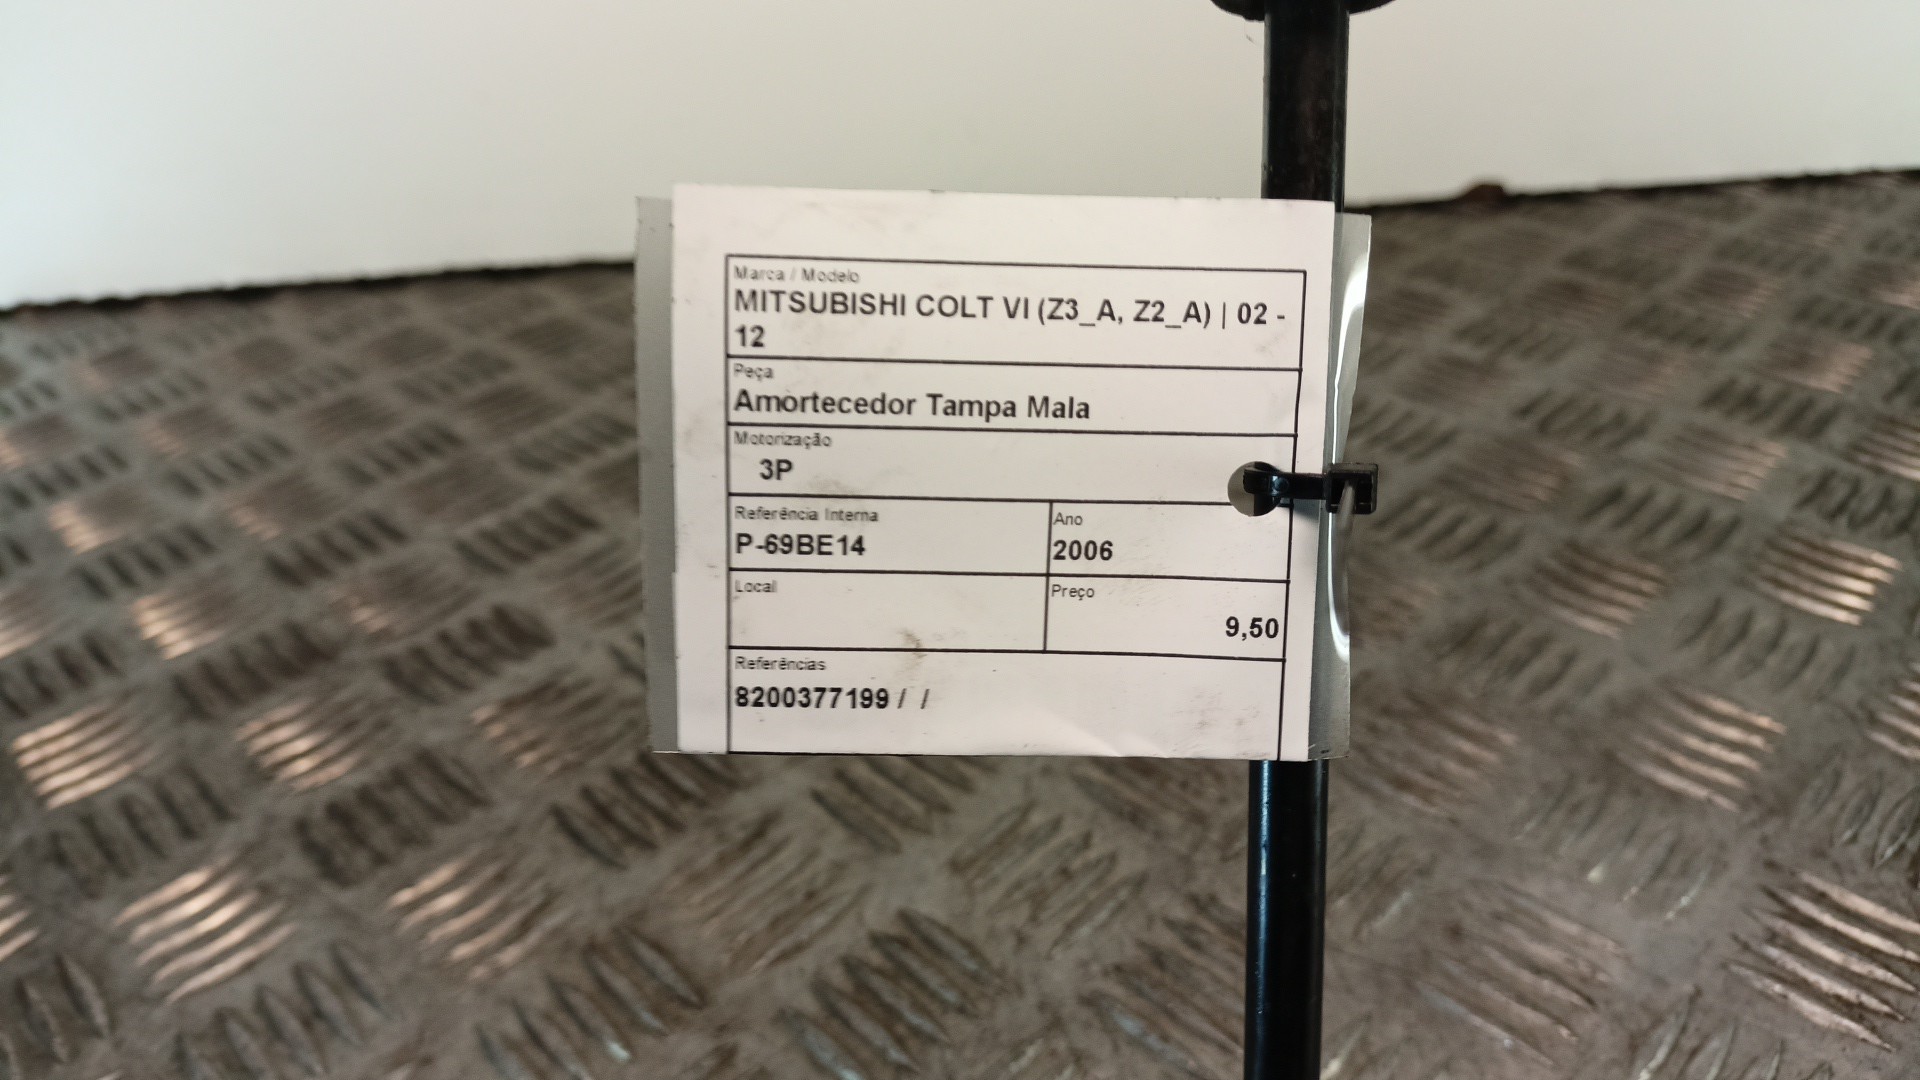 Marca / Modelo
MITSUBISHI COLT VI (Z3_A, Z2_A) | 02 -
12
Peça
Amortecedor Tampa Mala
Motorização
3P
Referência Interna
P-69BE14
Ano
2006
Local
Preço
9,50
Referências
8200377199 / /